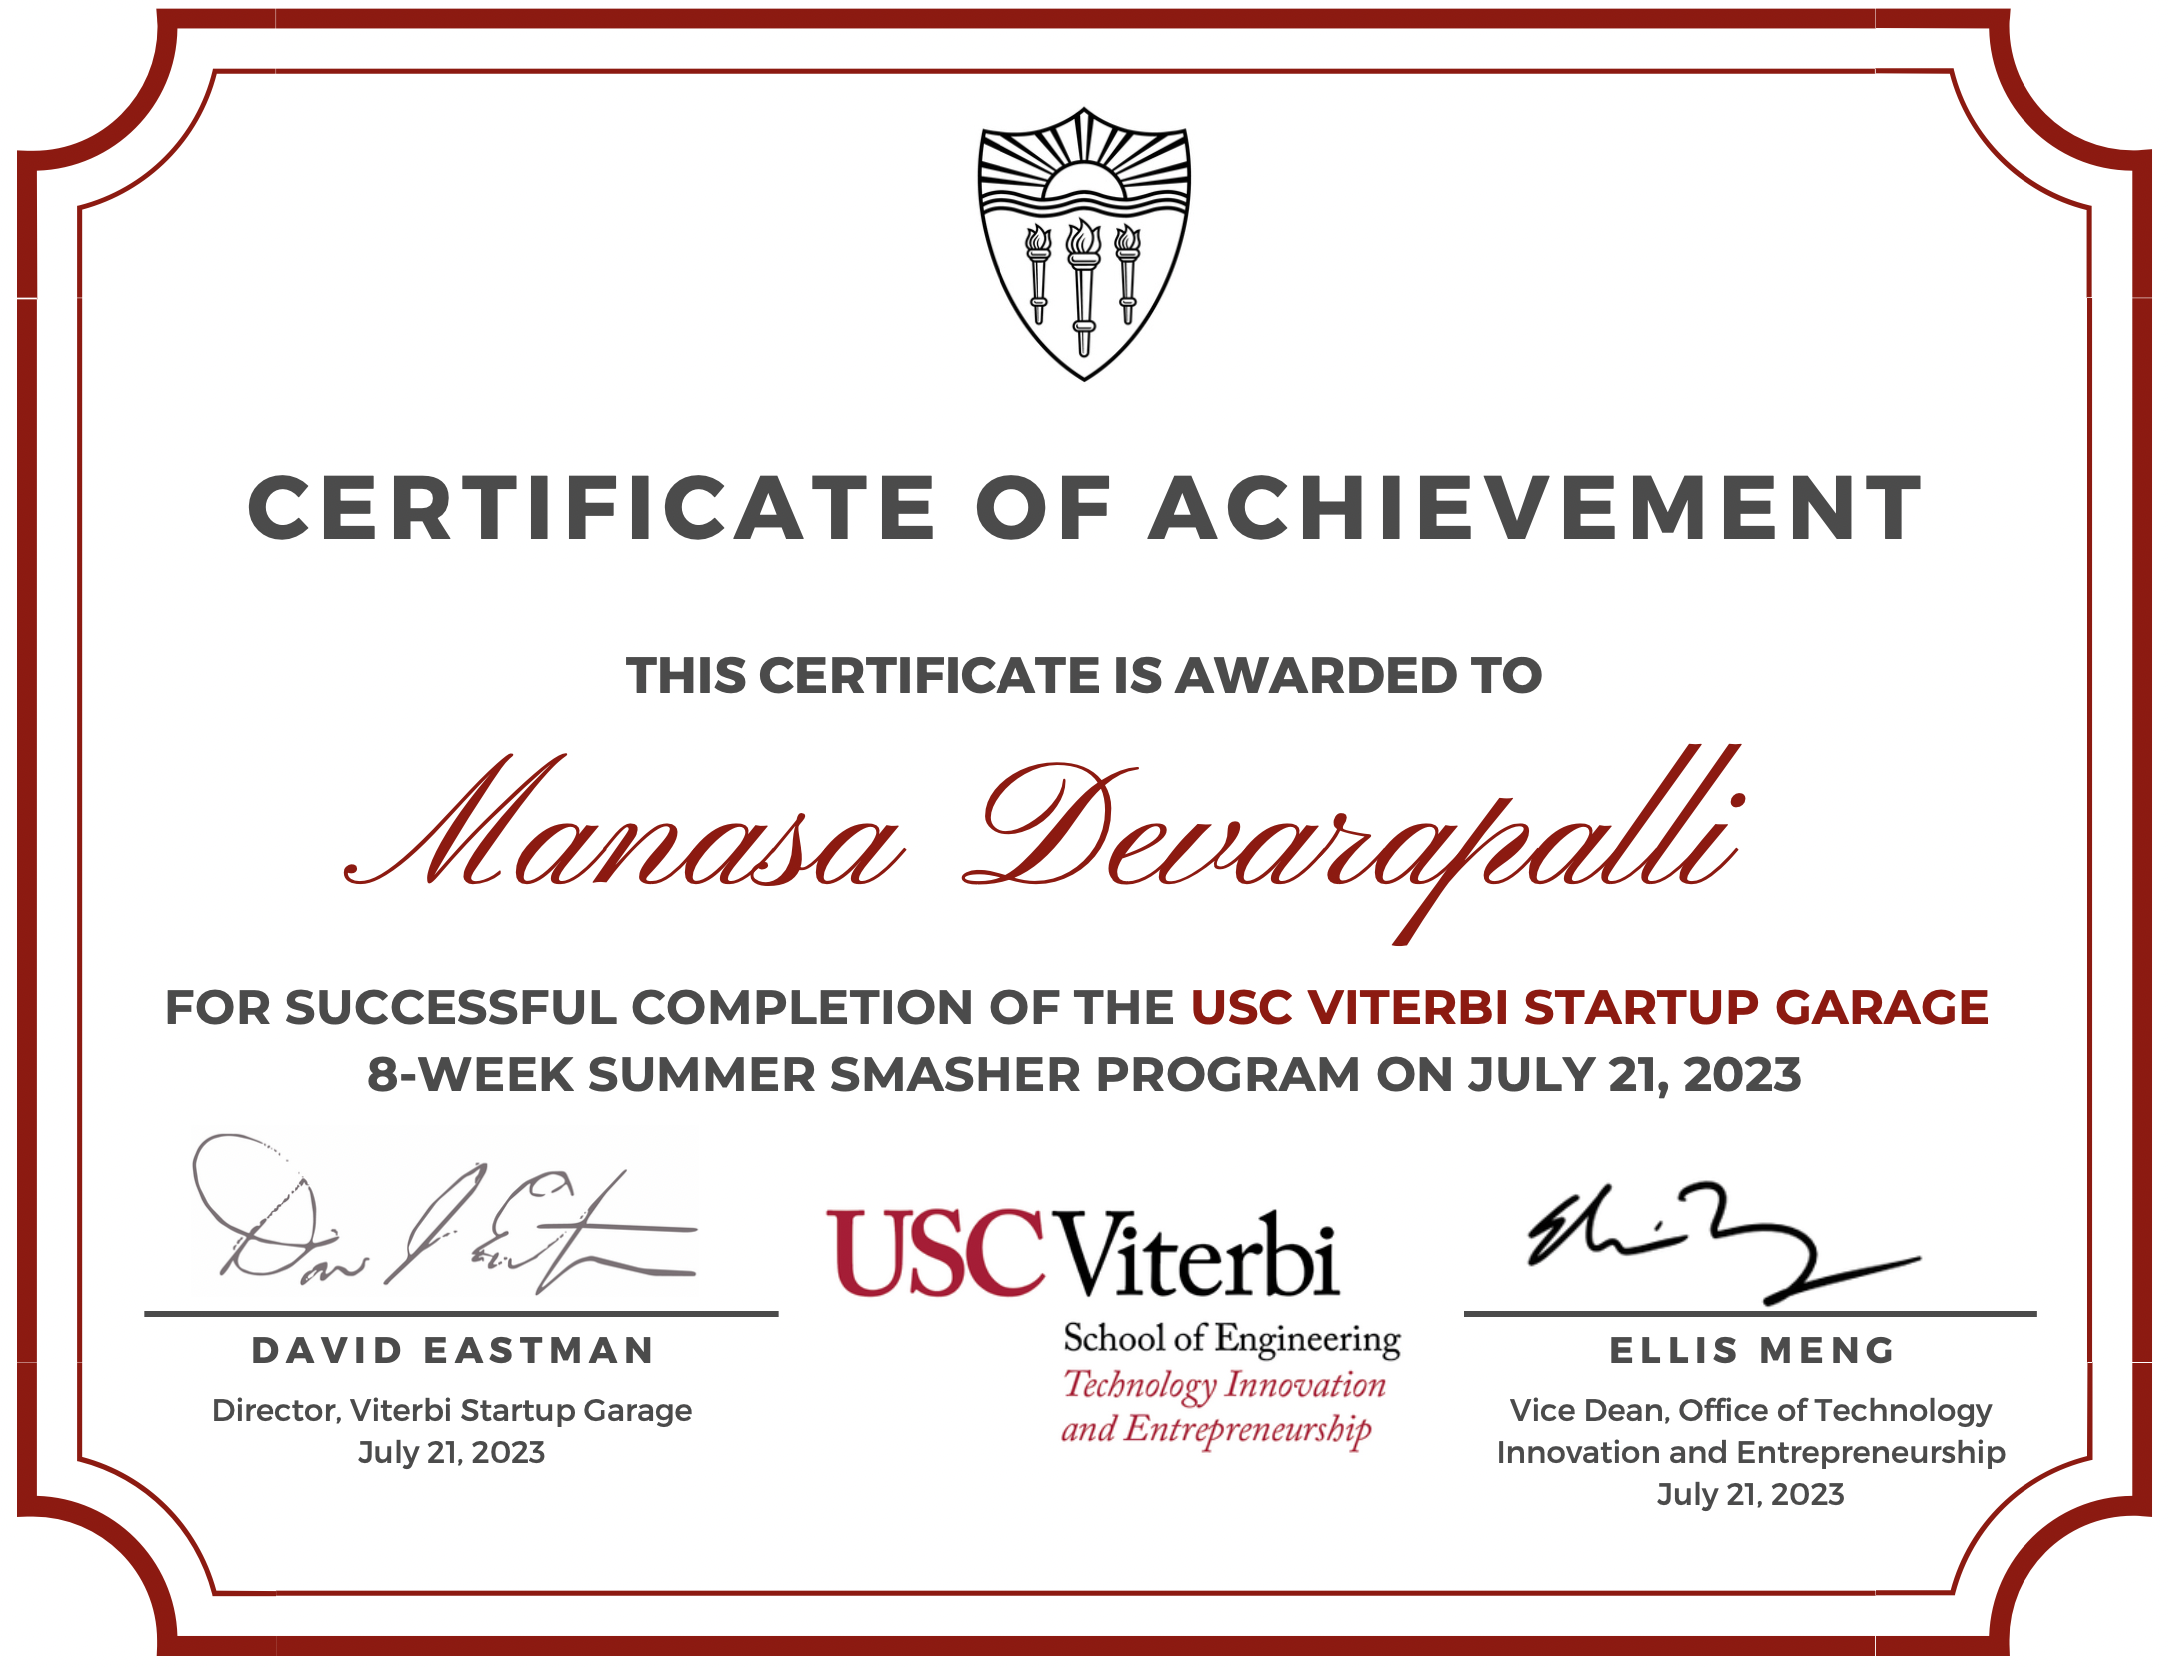 CERTIFICATE OF ACHIEVEMENT
THIS CERTIFICATE IS AWARDED TO
Manasa Devarapalli
FOR SUCCESSFUL COMPLETION OF THE USC VITERBI STARTUP GARAGE
8-WEEK SUMMER SMASHER PROGRAM ON JULY 21, 2023
DAVID EASTMAN
Director, Viterbi Startup Garage
July 21, 2023
USC Viterbi
School of Engineering
Technology Innovation
and Entrepreneurship
ELLIS MENG
Vice Dean, Office of Technology
Innovation and Entrepreneurship
July 21, 2023